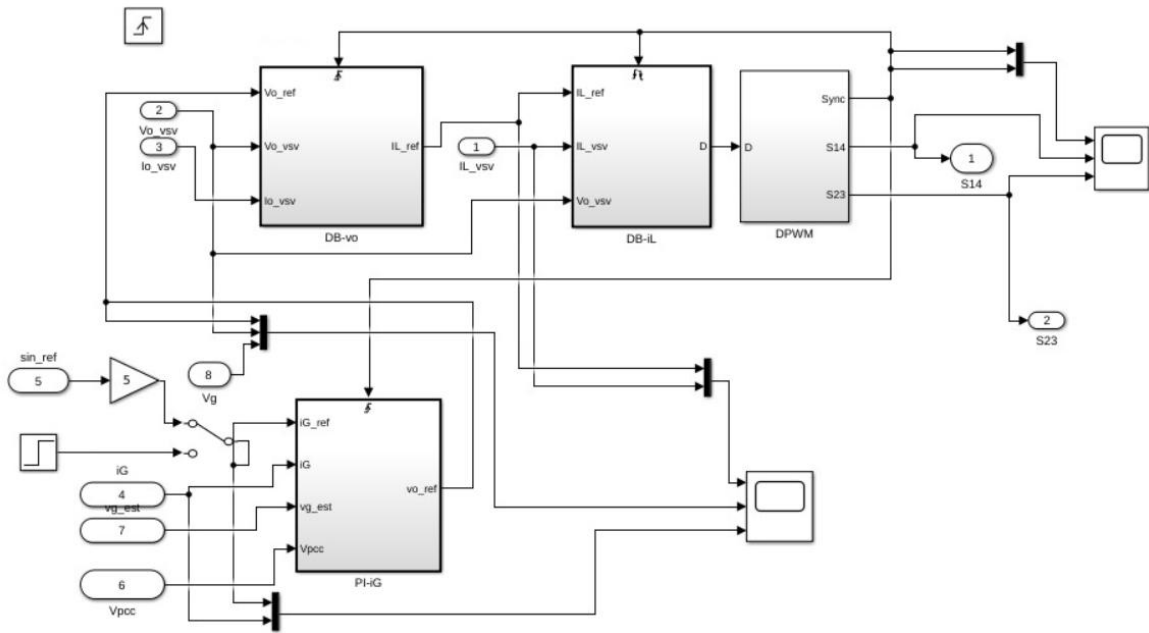 Vo_ref
2
Vo_vsv
3
Io_vsv
Vo_vsv
Io_vsv
IL_ref
DB-vo
1
IL_vsv
IL_ref
IL_vsv
Vo_vsv
D
DB-iL
D
Sync
S14
S23
DPWM
1
S14
2
S23
sin_ref
5
5
8
Vg
iG
4
vg_est
7
6
Vpcc
iG_ref
iG
vg_est
Vpcc
vo_ref
PI-iG